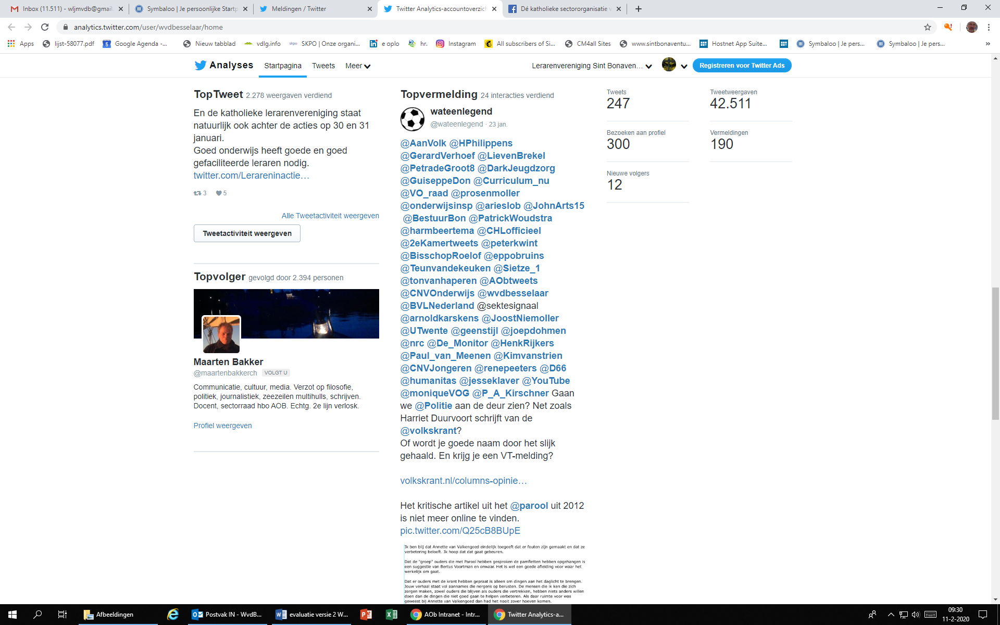 Inbox (11.511) - wljmvdb@gmail.
Symbaloo | Je persoonlijke Startp
Meldingen / Twitter
Twitter Analytics-accountoverzich
Dé katholieke sectororganisatie v
analytics.twitter.com/user/wvdbesselaar/home
Apps
lijst-58077.pdf
Google Agenda -...
Nieuw tabblad
vdlg.info
SKPO | Onze organi...
e oplo
hr.
Instagram
All subscribers of Si...
CM4all Sites
www.sintbonaventu...
Hostnet App Suite...
Symbaloo | Je pers...
Symbaloo | Je pers...
Analyses
Startpagina
Tweets
Meer
Lerarenvereniging Sint Bonaven...
Registreren voor Twitter Ads
TopTweet 2.278 weergaven verdiend
En de katholieke lerarenvereniging staat
natuurlijk ook achter de acties op 30 en 31
januari.
Goed onderwijs heeft goede en goed
gefaciliteerde leraren nodig.
twitter.com/Lerareninactie…
3
5
Alle Tweetactiviteit weergeven
Tweetactiviteit weergeven
Topvolger gevolgd door 2.394 personen
Maarten Bakker
@maartenbakkerch VOLGT U
Communicatie, cultuur, media. Verzot op filosofie,
politiek, journalistiek, zeezeilen multihulls, schrijven.
Docent, sectorraad hbo AOB. Echtg. 2e lijn verlosk.
Profiel weergeven
Topvermelding 24 interacties verdiend
wateenlegend
@wateenlegend · 23 jan.
@AanVolk @HPhilippens
@GerardVerhoef @LievenBrekel
@PetradeGroot8 @DarkJeugdzorg
@GuiseppeDon @Curriculum_nu
@VO_raad @prosenmoller
@onderwijsinsp @arieslob @JohnArts15
@BestuurBon @PatrickWoudstra
@harmbeertema @CHLofficieel
@2eKamertweets @peterkwint
@BisschopRoelof @eppobruins
@Teunvandekeuken @Sietze_1
@tonvanhaperen @AObtweets
@CNVOnderwijs @wvdbesselaar
@BVLNederland @sektesignaal
@arnoldkarskens @JoostNiemoller
@UTwente @geenstijl @joepdohmen
@nrc @De_Monitor @HenkRijkers
@Paul_van_Meenen @Kimvanstrien
@CNVJongeren @renepeeters @D66
@humanitas @jesseklaver @YouTube
@moniqueVOG @P_A_Kirschner Gaan
we @Politie aan de deur zien? Net zoals
Harriet Duurvoort schrijft van de
@volkskrant?
Of wordt je goede naam door het slijk
gehaald. En krijg je een VT-melding?
volkskrant.nl/columns-opinie…
Het kritische artikel uit het @parool uit 2012
is niet meer online te vinden.
pic.twitter.com/Q25cB8BUpE
Ik ben blij dat Annette van Valkengoed eindelijk toegeeft dat er fouten zijn gemaakt en dat ze
verbetering belooft. Ik hoop dat dat gaat gebeuren.
Dat de "groep" ouders die met Parool hebben gesproken de pamfletten hebben opgehangen is
een suggestie van Bertus Voortman en onwaar. Het is wel een goede afleiding voor waar het
werkelijk om gaat.
Dat er ouders met de krant hebben gepraat is alleen om dingen aan het daglicht te brengen.
Jouw verhaal staat vol aannames die nergens op berusten. De mensen die ik ken die zich
zorgen maken, zowel ouders die blijven als ouders die vertrekken, hebben niets anders willen
doen dan de dingen die niet goed gaan te helpen verbeteren. Als daar ruimte voor was
geweest bij Annette van Valkengoed dan had het nooit zover hoeven komen.
Tweets
247
Tweetweergaven
42.511
Bezoeken aan profiel
300
Vermeldingen
190
Nieuwe volgers
12
Afbeeldingen
Postvak IN - WvdB...
evaluatie versie 2 W...
AOb Intranet - Intr...
Twitter Analytics-a...
09:30
11-2-2020